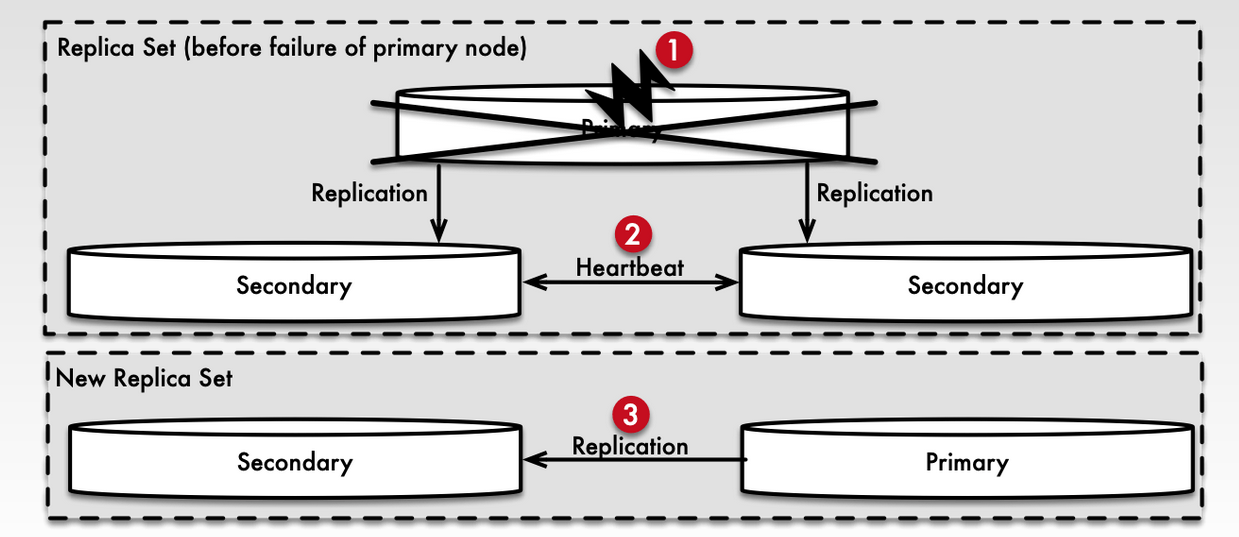 Replica Set (before failure of primary node)
1
Primary
Replication
Replication
2
Heartbeat
Secondary
Secondary
New Replica Set
3
Replication
Secondary
Primary